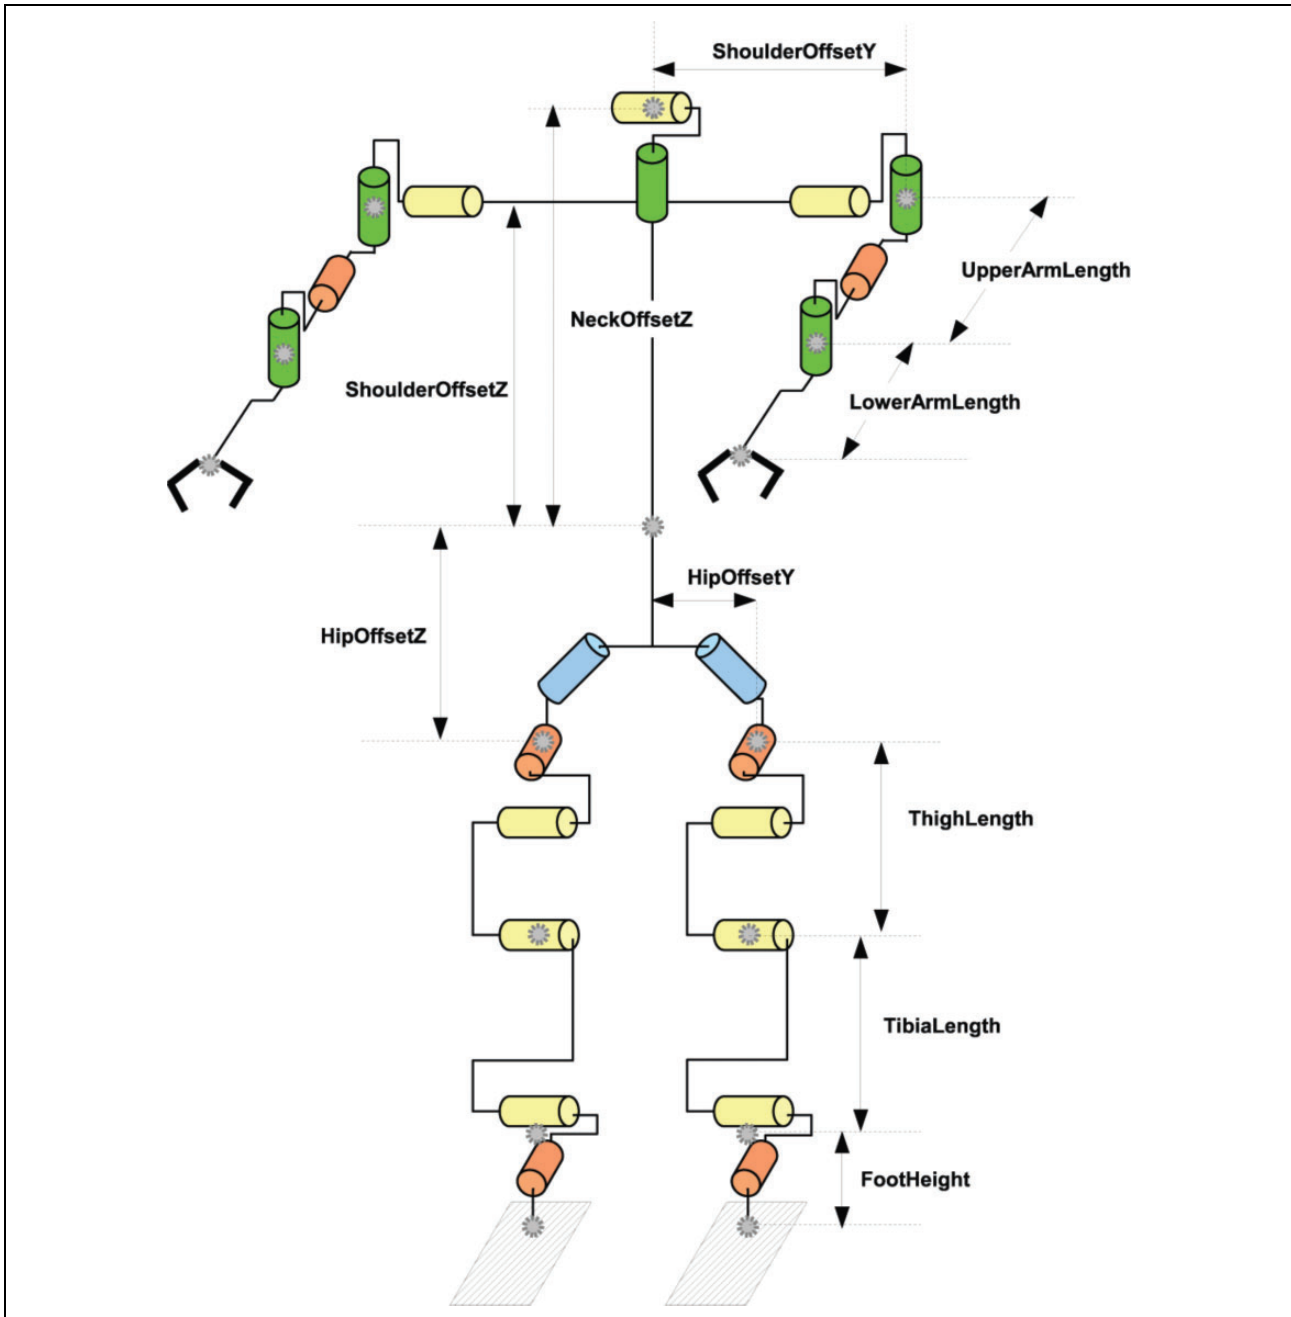 ShoulderOffsetY
UpperArmLength
NeckOffsetZ
ShoulderOffsetZ
LowerArmLength
HipOffsetY
HipOffsetZ
ThighLength
TibiaLength
FootHeight